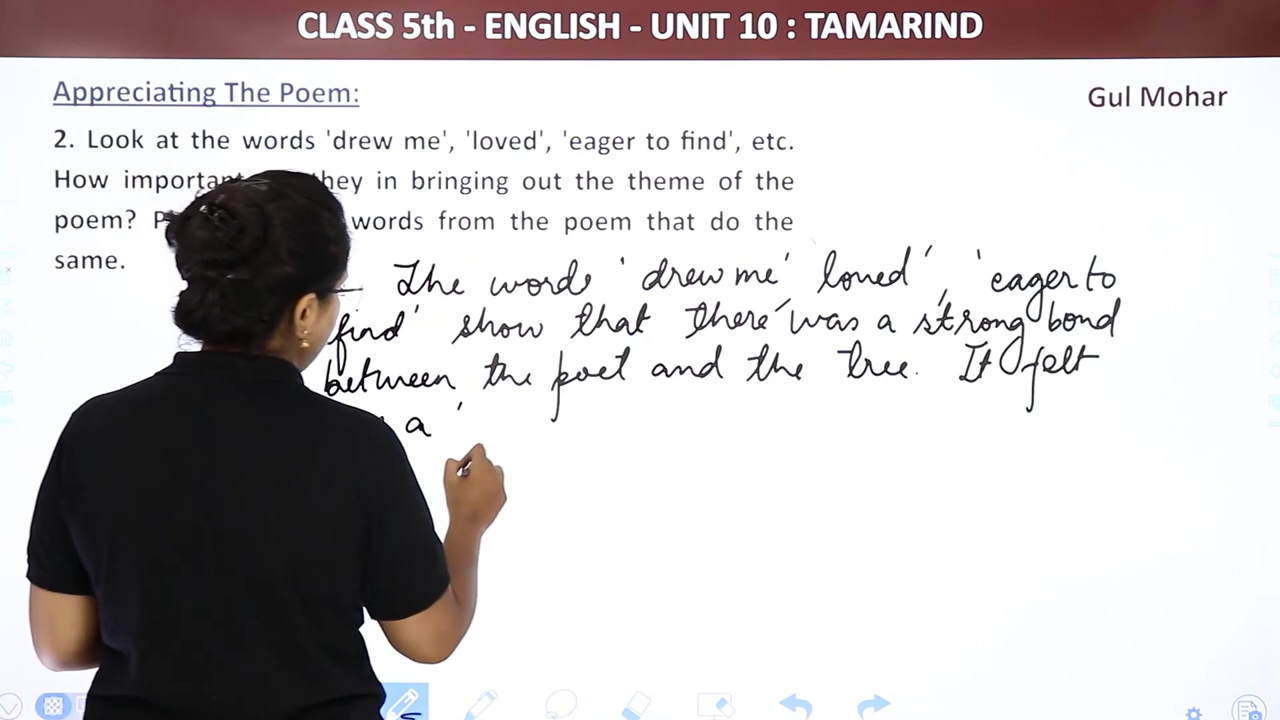 CLASS 5th - ENGLISH - UNIT 10 : TAMARIND
Appreciating The Poem:
Gul Mohar
2. Look at the words 'drew me', 'loved', 'eager to find', etc.
How important they in bringing out the theme of the
poem? words from the poem that do the
same.
The words 'drew me' loved', 'eager to
find' show that there was a strong bond
between the poet and the tree. It felt
a '